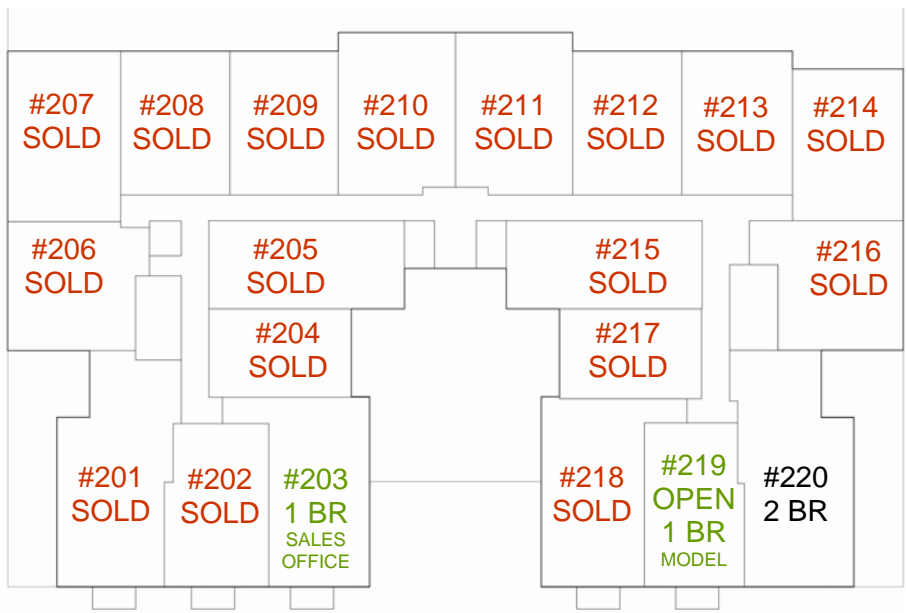 #207
SOLD
#208
SOLD
#209
SOLD
#210
SOLD
#211
SOLD
#212
SOLD
#213
SOLD
#214
SOLD
#206
SOLD
#205
SOLD
#215
SOLD
#216
SOLD
#204
SOLD
#217
SOLD
#201
SOLD
#202
SOLD
#203
1 BR
SALES
OFFICE
#218
SOLD
#219
OPEN
1 BR
MODEL
#220
2 BR